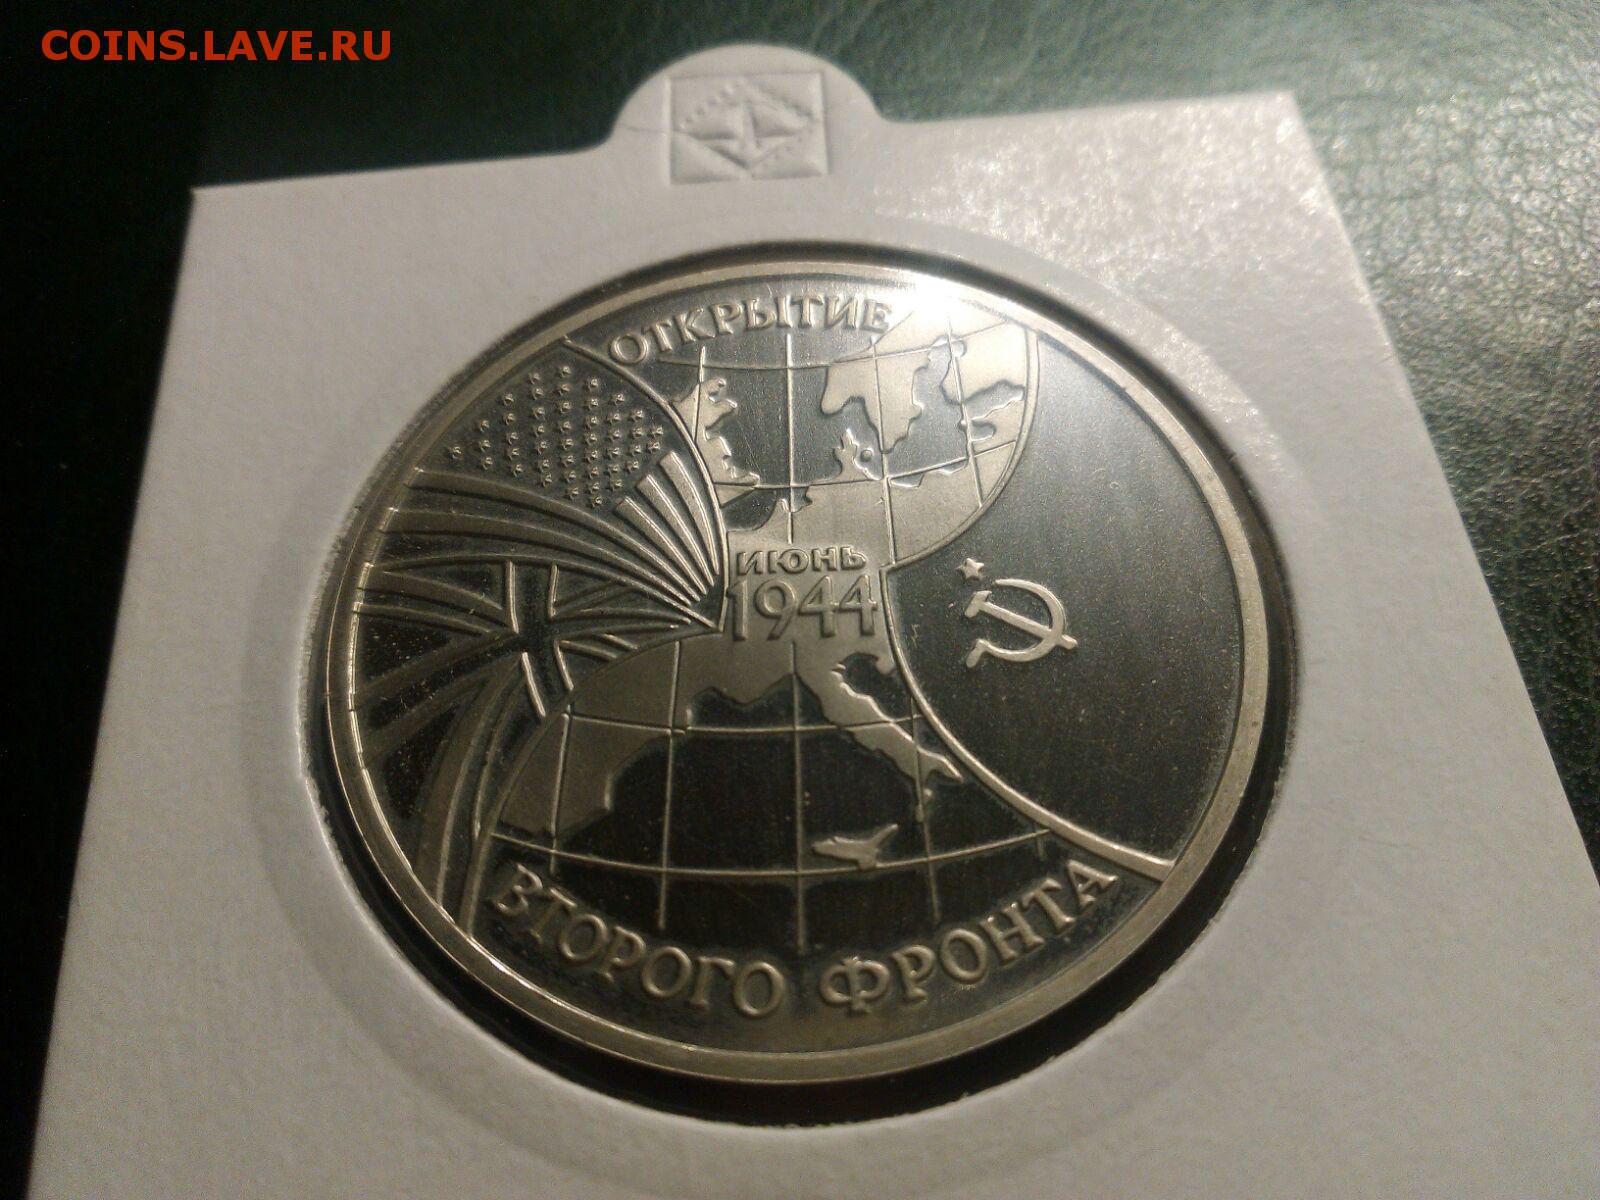 COINS.LAVE.RU
ОТКРЫТИЕ
ИЮНЬ
1944
ВТОРОГО ФРОНТА